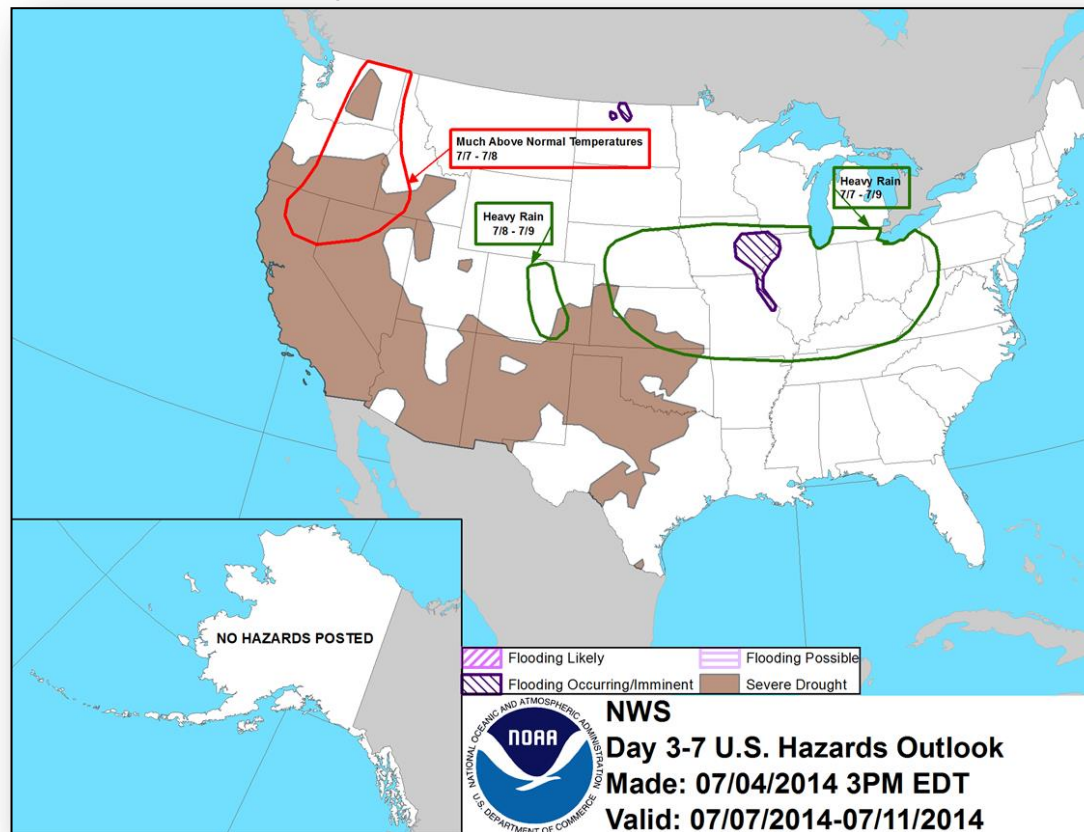 Much Above Normal Temperatures
7/7 - 7/8
Heavy Rain
7/7 - 7/9
Heavy Rain
7/8 - 7/9
NO HAZARDS POSTED
Flooding Likely
Flooding Possible
Flooding Occurring/Imminent
Severe Drought
NATIONAL OCEANIC AND ATMOSPHERIC ADMINISTRATION
U.S. DEPARTMENT OF COMMERCE
NOAA
NWS
Day 3-7 U.S. Hazards Outlook
Made: 07/04/2014 3PM EDT
Valid: 07/07/2014-07/11/2014